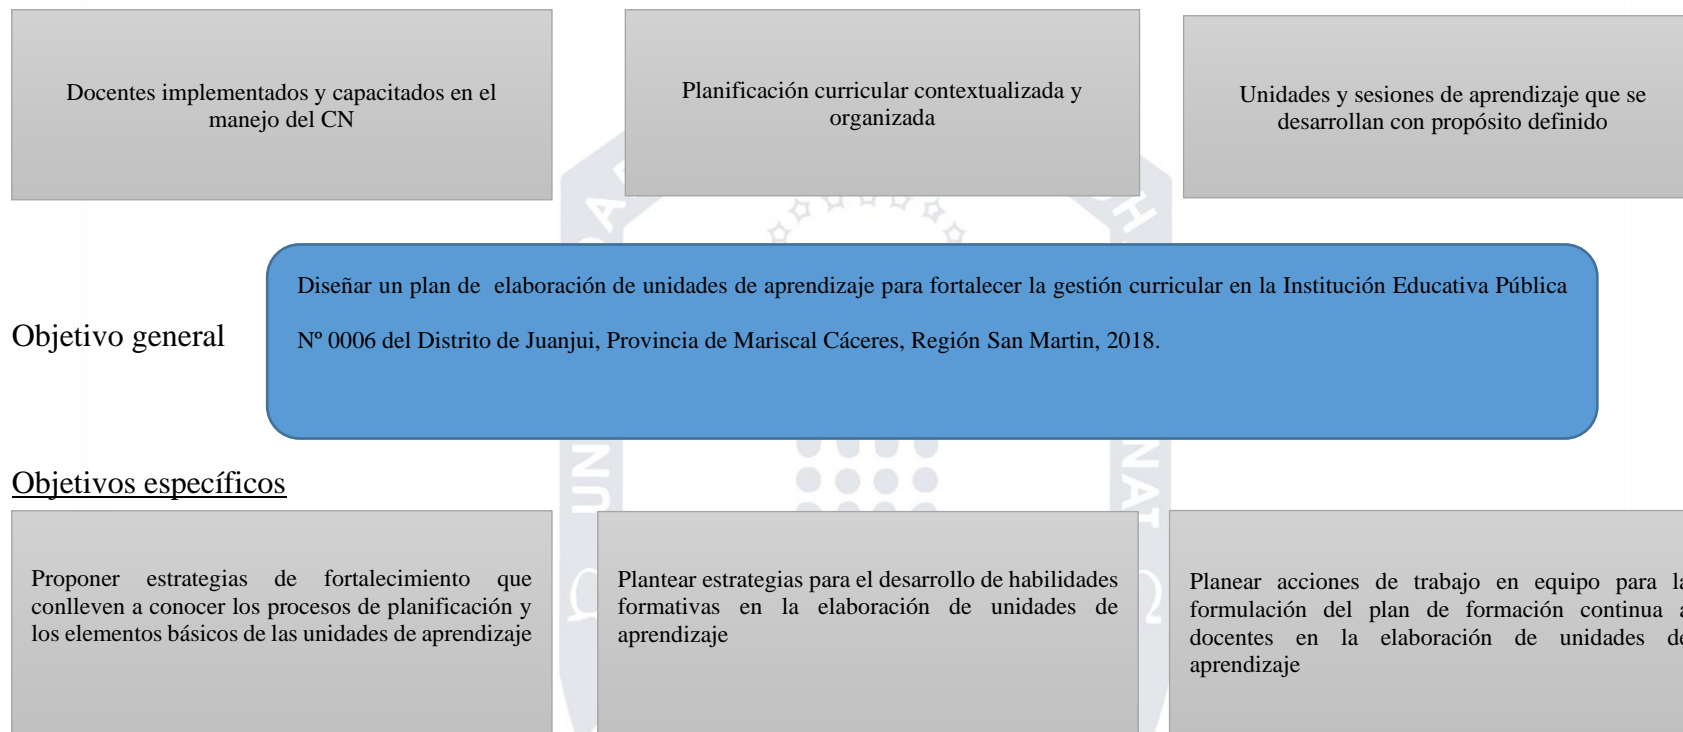 Docentes implementados y capacitados en el
manejo del CN
Planificación curricular contextualizada y
organizada
Unidades y sesiones de aprendizaje que se
desarrollan con propósito definido
Objetivo general
Diseñar un plan de elaboración de unidades de aprendizaje para fortalecer la gestión curricular en la Institución Educativa Pública
Nº 0006 del Distrito de Juanjui, Provincia de Mariscal Cáceres, Región San Martin, 2018.
Objetivos específicos
Proponer estrategias de fortalecimiento que
conlleven a conocer los procesos de planificación y
los elementos básicos de las unidades de aprendizaje
Plantear estrategias para el desarrollo de habilidades
formativas en la elaboración de unidades de
aprendizaje
Planear acciones de trabajo en equipo para la
formulación del plan de formación continua a
docentes en la elaboración de unidades de
aprendizaje